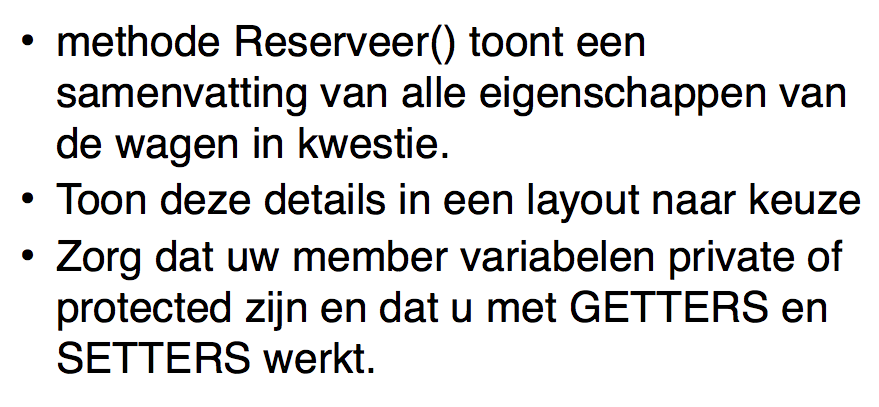 • methode Reserveer() toont een
samenvatting van alle eigenschappen van
de wagen in kwestie.
• Toon deze details in een layout naar keuze
• Zorg dat uw member variabelen private of
protected zijn en dat u met GETTERS en
SETTERS werkt.